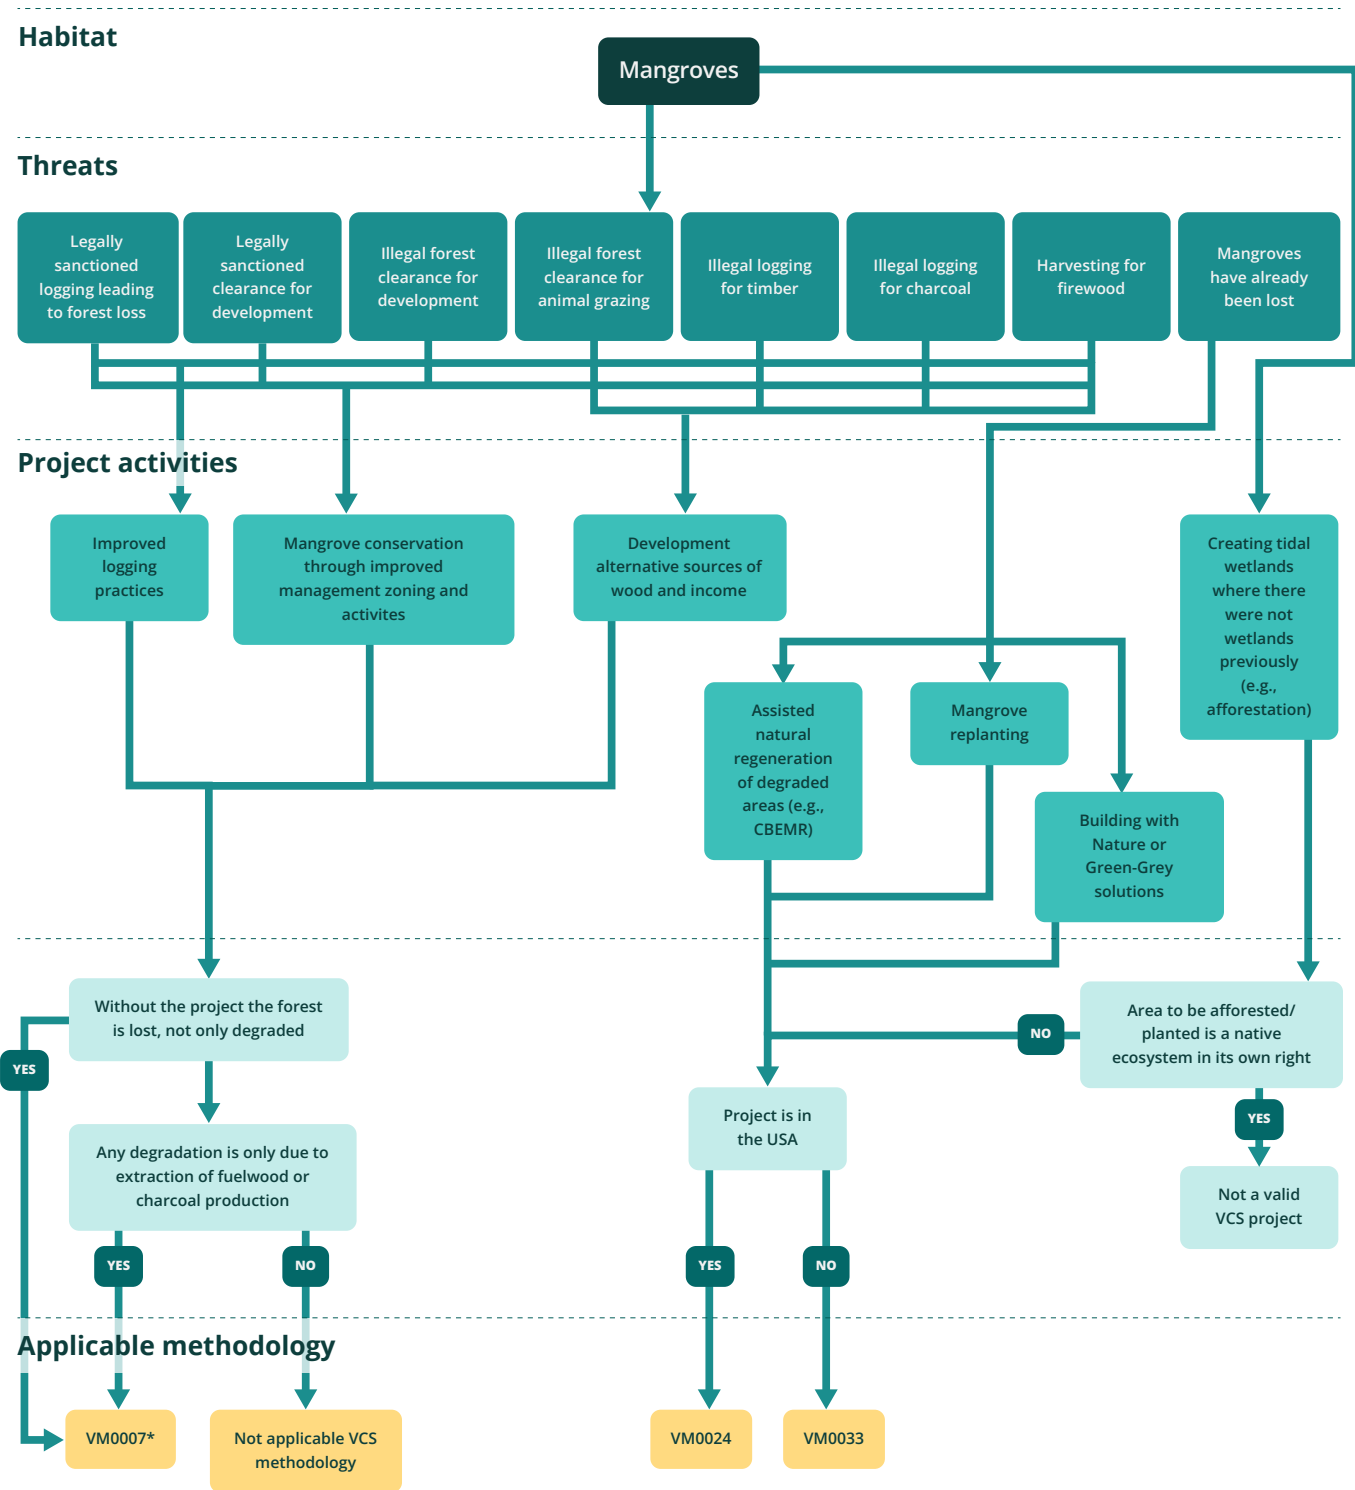 Habitat
Mangroves
Threats
Legally
sanctioned
logging leading
to forest loss
Legally
sanctioned
clearance for
development
Illegal forest
clearance for
development
Illegal forest
clearance for
animal grazing
Illegal logging
for timber
Illegal logging
for charcoal
Harvesting for
firewood
Mangroves
have already
been lost
Project activities
Improved
logging
practices
Mangrove conservation
through improved
management zoning and
activites
Development
alternative sources of
wood and income
Creating tidal
wetlands
where there
were not
wetlands
previously
(e.g.,
afforestation)
Assisted
natural
regeneration
of degraded
areas (e.g.,
CBEMR)
Mangrove
replanting
Building with
Nature or
Green-Grey
solutions
Without the project the forest
is lost, not only degraded
Area to be afforested/
planted is a native
ecosystem in its own right
NO
YES
YES
Project is in
the USA
Any degradation is only due to
extraction of fuelwood or
charcoal production
Not a valid
VCS project
YES
NO
YES
NO
Applicable methodology
VM0007*
Not applicable VCS
methodology
VM0024
VM0033